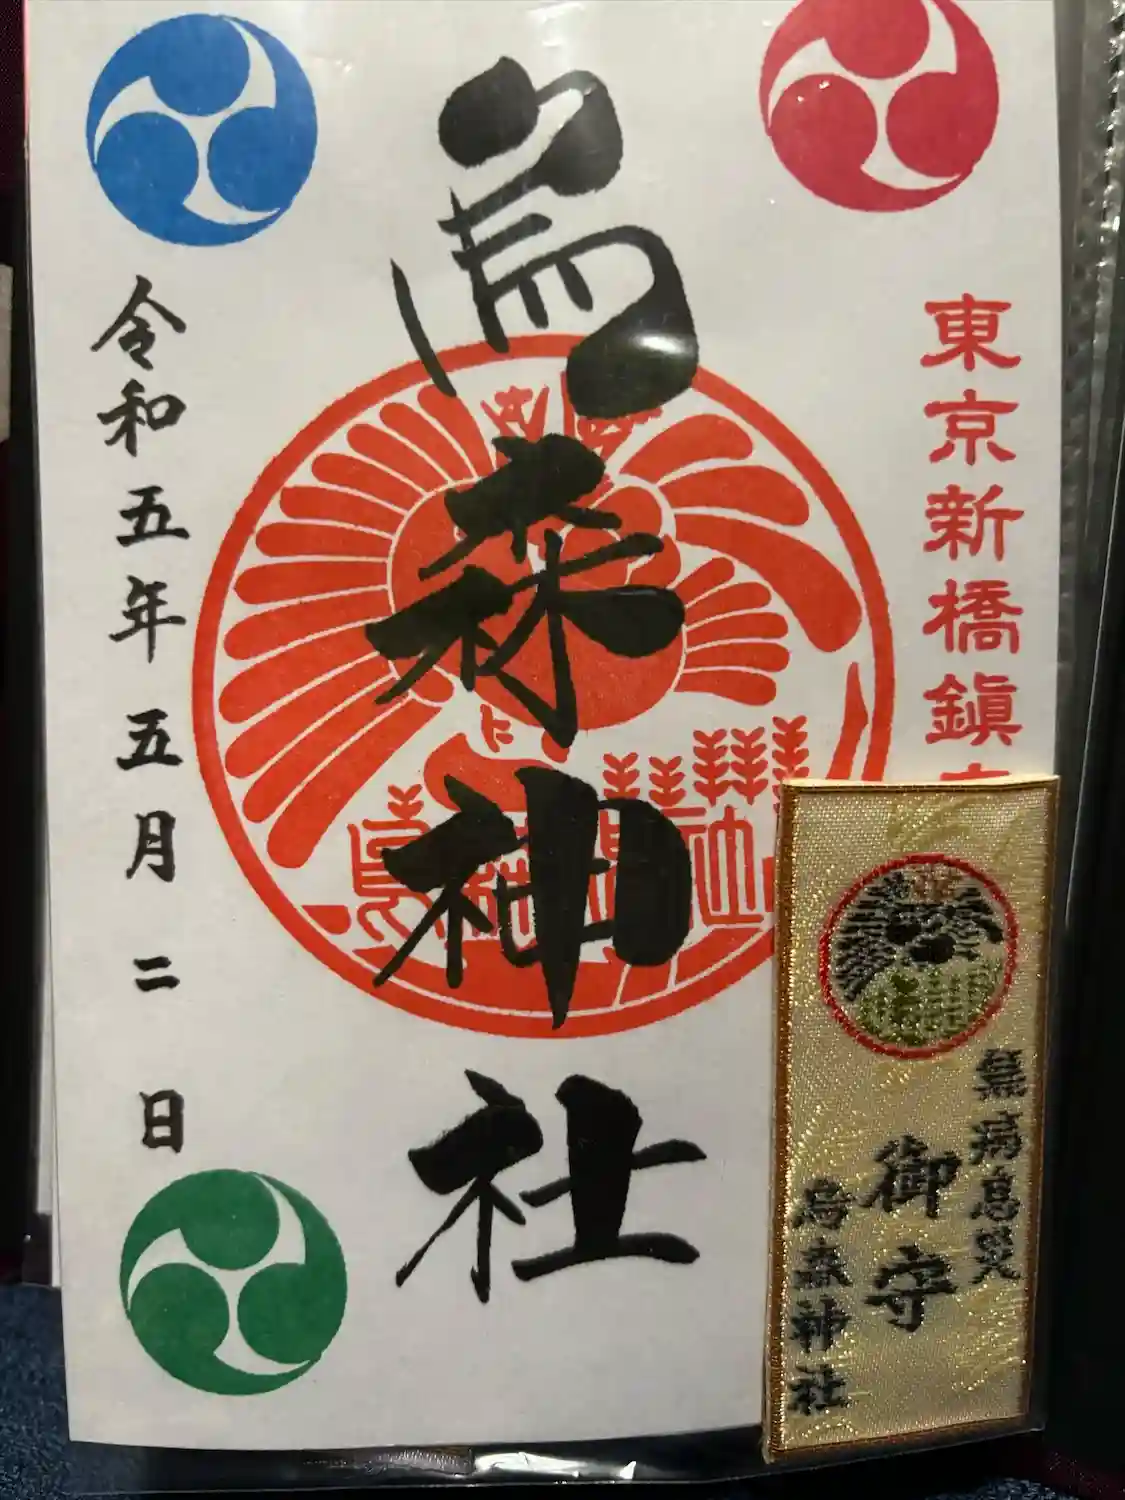 東京新橋鎮
烏森神社
令和五年五月二日
無病息災
御守
烏森神社